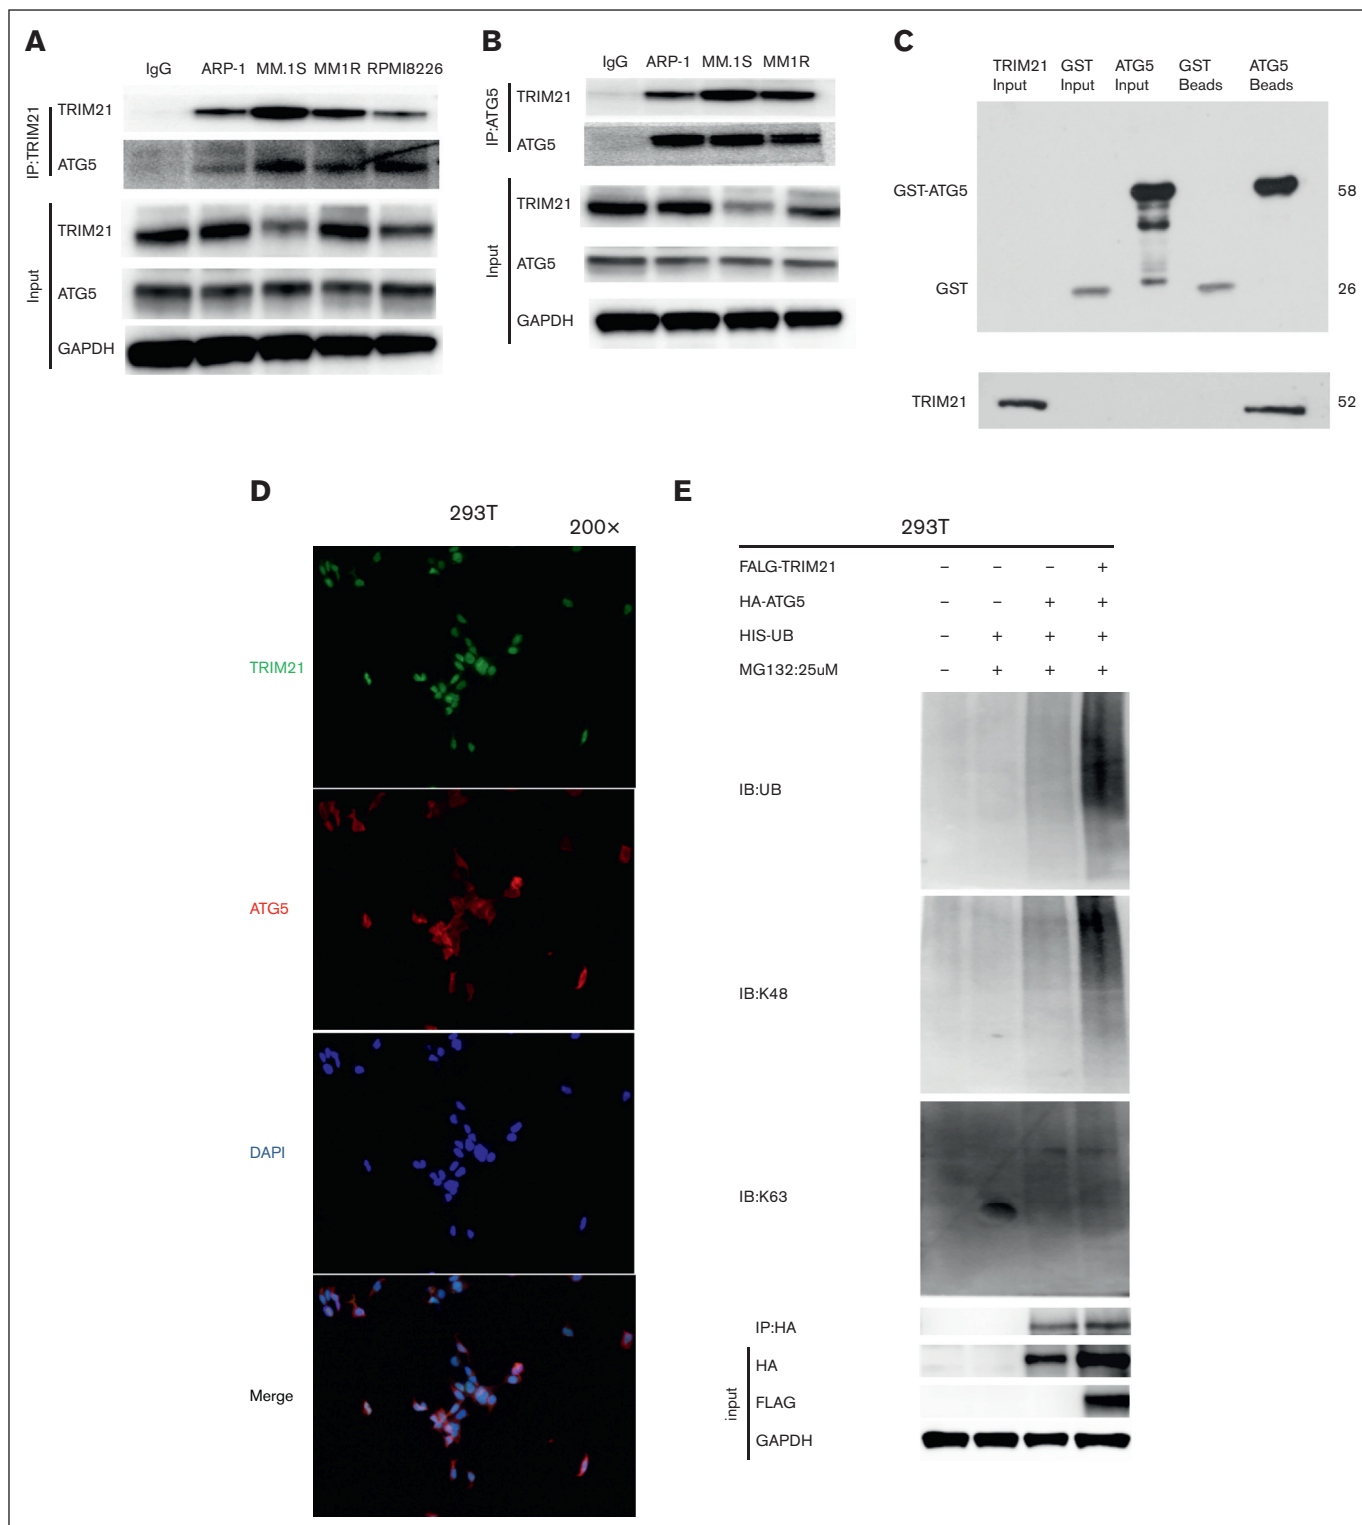 A
IgG ARP-1 MM.1S MM1R RPMI8226
IP:TRIM21
TRIM21
ATG5
Input
TRIM21
ATG5
GAPDH
B
IgG ARP-1 MM.1S MM1R
IP:ATG5
TRIM21
ATG5
Input
TRIM21
ATG5
GAPDH
C
TRIM21 GST ATG5 GST ATG5
Input Input Input Beads Beads
GST-ATG5 58
GST 26
TRIM21 52
D
293T
200×
TRIM21
ATG5
DAPI
Merge
E
293T
FALG-TRIM21 – – – +
HA-ATG5 – – + +
HIS-UB – + + +
MG132:25uM – + + +
IB:UB
IB:K48
IB:K63
IP:HA
input
HA
FLAG
GAPDH